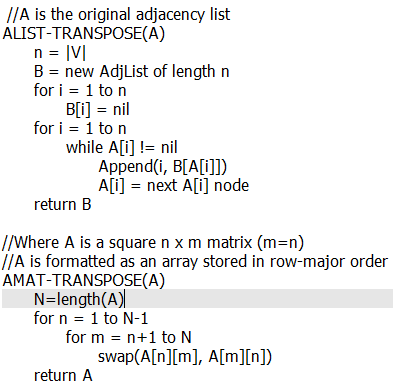 //A is the original adjacency list
ALIST-TRANSPOSE(A)
n = |V|
B = new AdjList of length n
for i = 1 to n
B[i] = nil
for i = 1 to n
while A[i] != nil
Append(i, B[A[i]])
A[i] = next A[i] node
return B
//Where A is a square n x m matrix (m=n)
//A is formatted as an array stored in row-major order
AMAT-TRANSPOSE(A)
N=length(A)
for n = 1 to N-1
for m = n+1 to N
swap(A[n][m], A[m][n])
return A